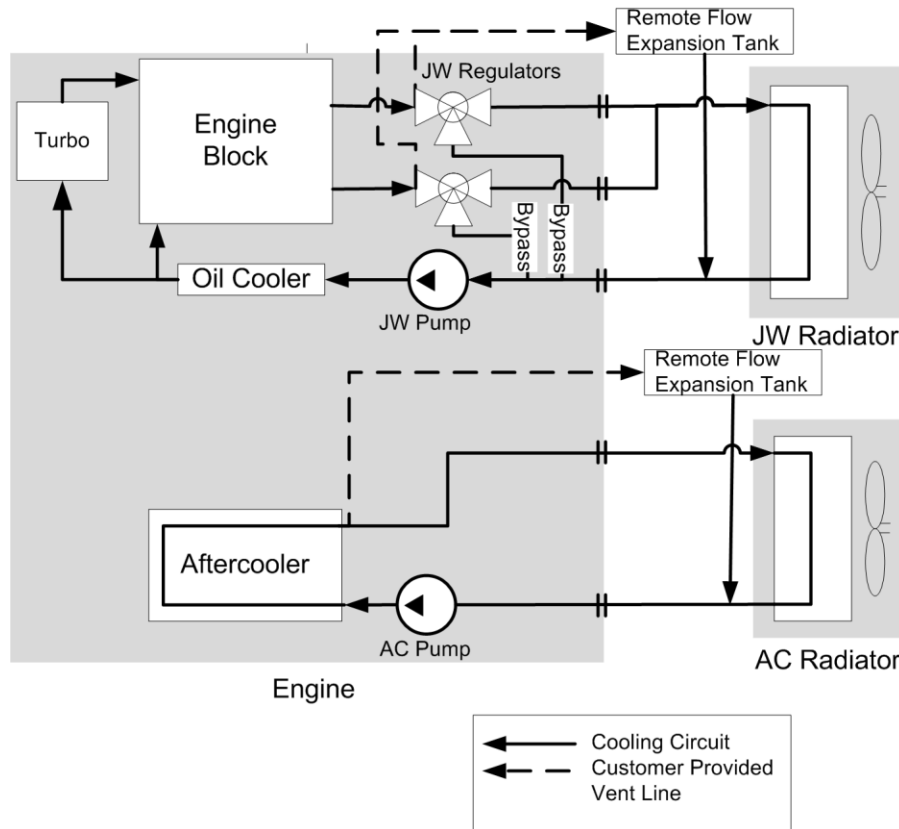 Remote Flow
Expansion Tank
JW Regulators
Turbo
Engine
Block
Bypass
Bypass
Oil Cooler
JW Pump
JW Radiator
Remote Flow
Expansion Tank
Aftercooler
AC Pump
AC Radiator
Engine
Cooling Circuit
Customer Provided
Vent Line